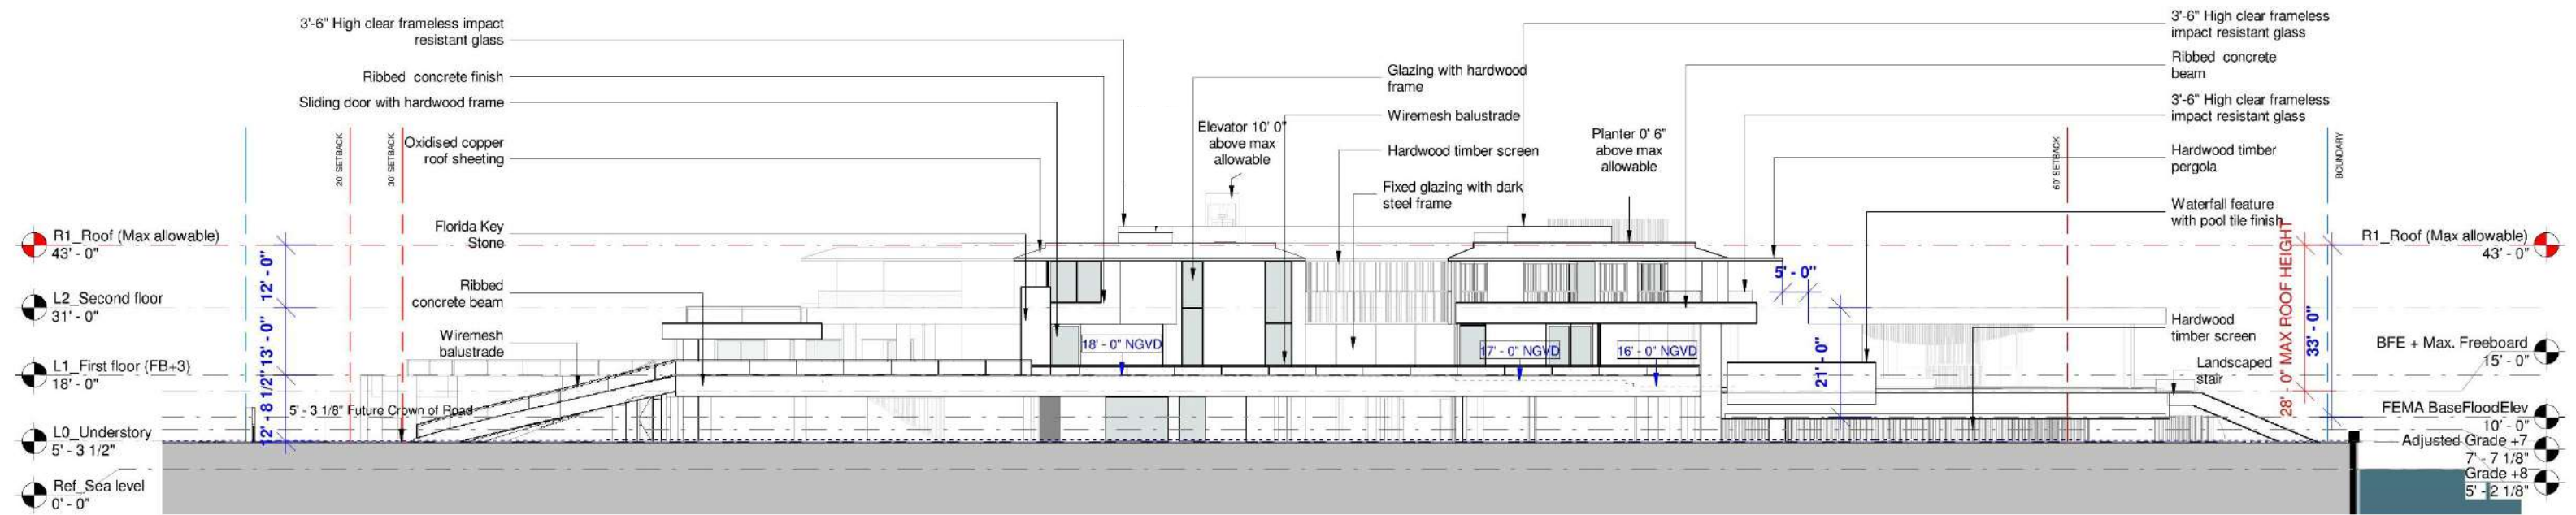 3'-6" High clear frameless impact
resistant glass
Ribbed concrete finish
Sliding door with hardwood frame
Oxidised copper
roof sheeting
Florida Key
Stone
Ribbed
concrete beam
Wiremesh
balustrade
20' SETBACK
30' SETBACK
R1_Roof (Max allowable)
43' - 0"
L2_Second floor
31' - 0"
L1_First floor (FB+3)
18' - 0"
L0_Understory
5' - 3 1/2"
Ref_Sea level
0' - 0"
12' - 0"
13' - 0"
12' - 8 1/2"
5' - 3 1/8" Future Crown of Road
Elevator 10' 0"
above max
allowable
Glazing with hardwood
frame
Wiremesh balustrade
Hardwood timber screen
Fixed glazing with dark
steel frame
Planter 0' 6"
above max
allowable
18' - 0" NGVD
17' - 0" NGVD
16' - 0" NGVD
5' - 0"
21' - 0"
3'-6" High clear frameless
impact resistant glass
Ribbed concrete
beam
3'-6" High clear frameless
impact resistant glass
Hardwood timber
pergola
Waterfall feature
with pool tile finish
Hardwood
timber screen
Landscaped
stair
50' SETBACK
BOUNDARY
28' - 0" MAX ROOF HEIGHT
33' - 0"
R1_Roof (Max allowable)
43' - 0"
BFE + Max. Freeboard
15' - 0"
FEMA BaseFloodElev
10' - 0"
Adjusted Grade +7
7' - 7 1/8"
Grade +8
5' - 2 1/8"